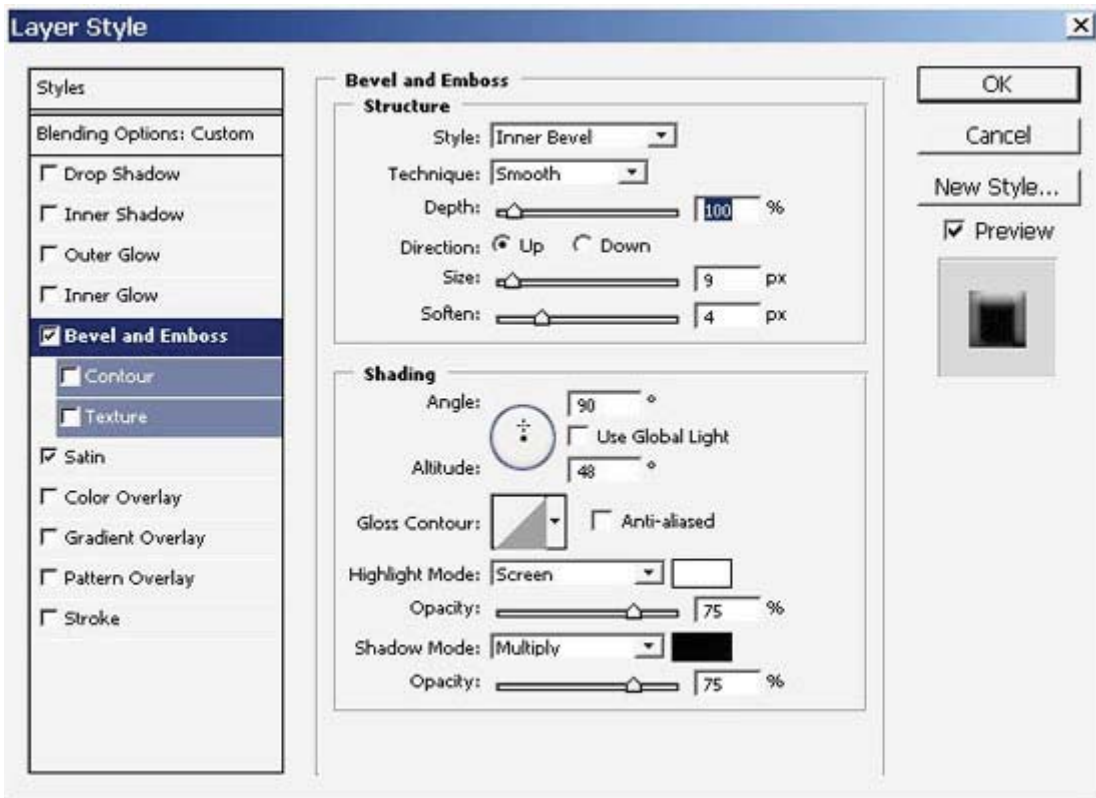 Layer Style
Styles
Blending Options: Custom
Drop Shadow
Inner Shadow
Outer Glow
Inner Glow
Bevel and Emboss
Contour
Texture
Satin
Color Overlay
Gradient Overlay
Pattern Overlay
Stroke
Bevel and Emboss
Structure
Style: Inner Bevel
Technique: Smooth
Depth: 100 %
Direction: Up Down
Size: 9 px
Soften: 4 px
Shading
Angle: 90 °
Use Global Light
Altitude: 48 °
Gloss Contour: Anti-aliased
Highlight Mode: Screen
Opacity: 75 %
Shadow Mode: Multiply
Opacity: 75 %
OK
Cancel
New Style...
Preview